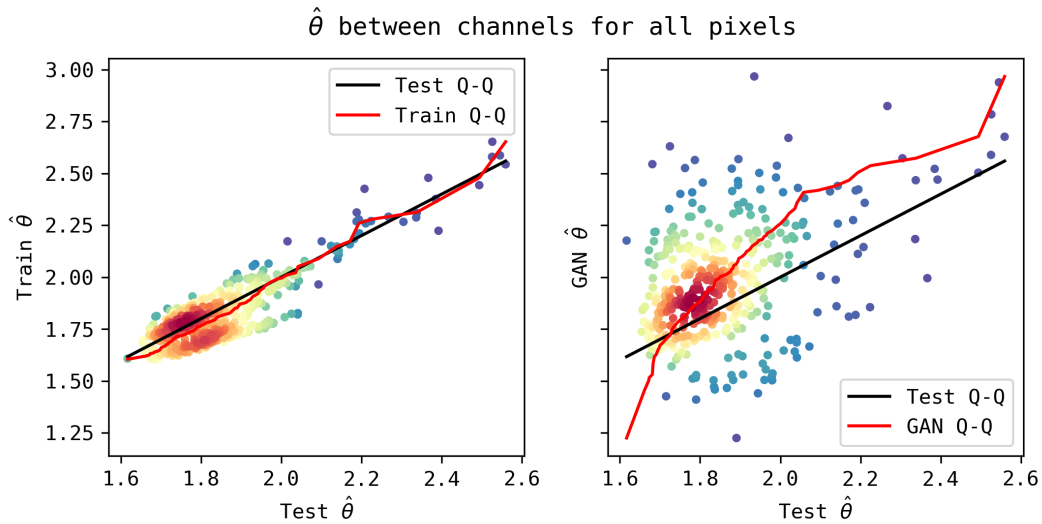 θ̂ between channels for all pixels
3.00
2.75
2.50
2.25
2.00
1.75
1.50
1.25
Train θ̂
1.6 1.8 2.0 2.2 2.4 2.6
Test θ̂
Test Q-Q
Train Q-Q
GAN θ̂
1.6 1.8 2.0 2.2 2.4 2.6
Test θ̂
Test Q-Q
GAN Q-Q